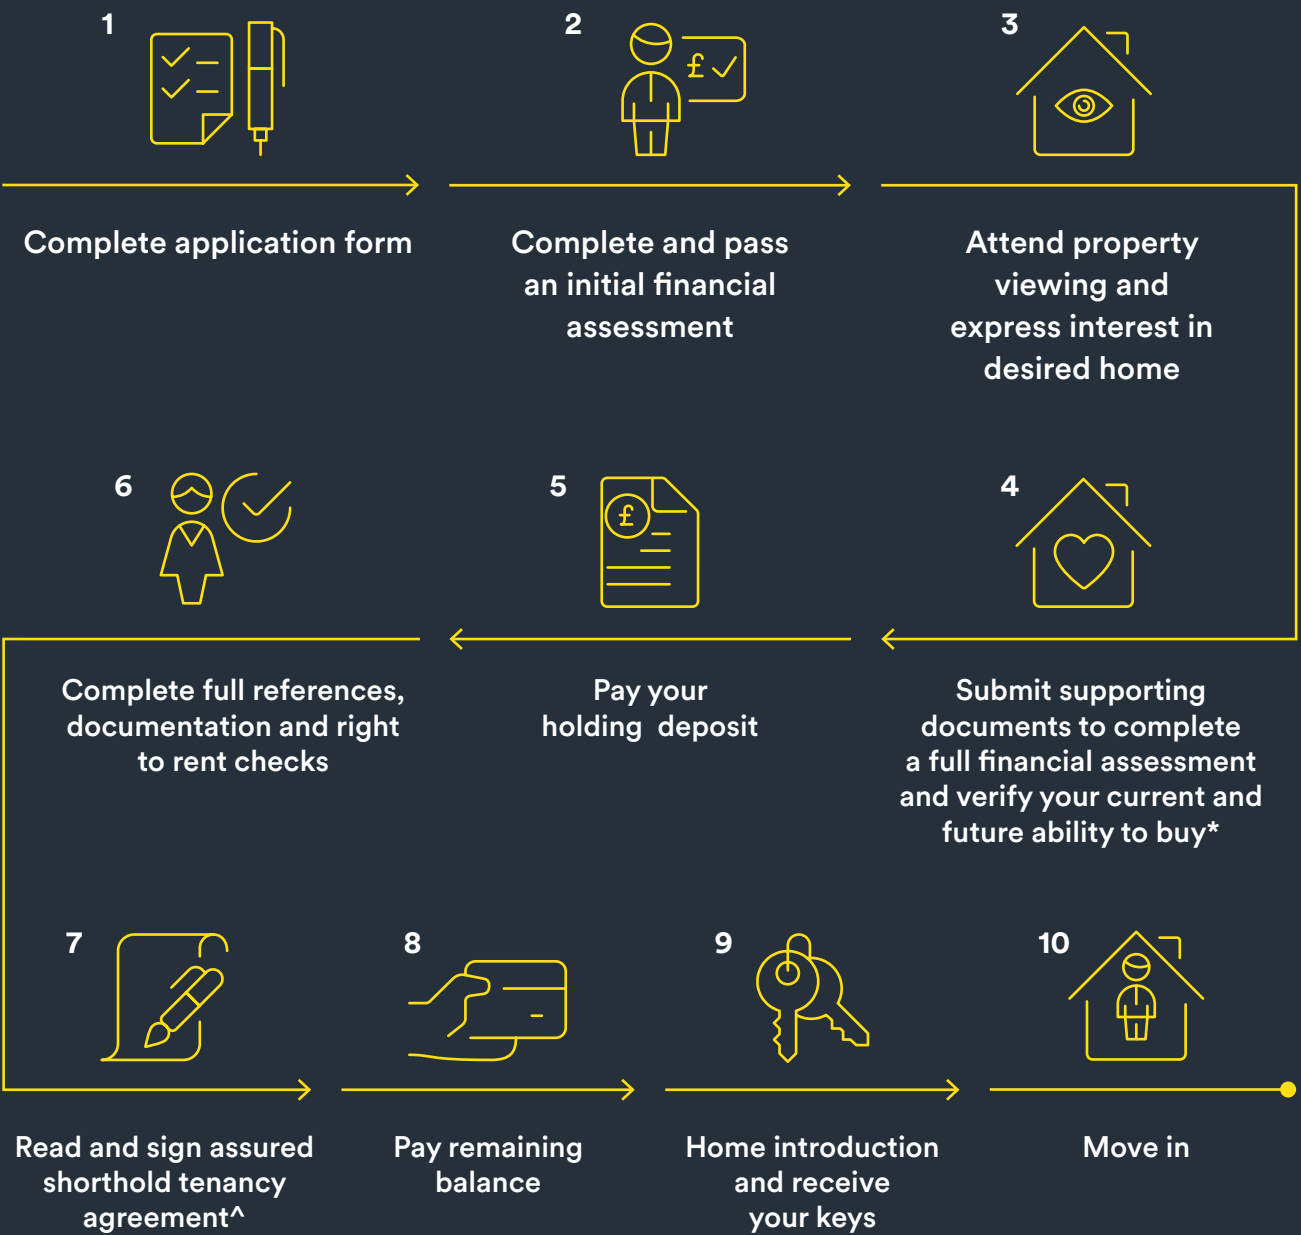 1
Complete application form
2
£
Complete and pass
an initial financial
assessment
3
Attend property
viewing and
express interest in
desired home
4
Submit supporting
documents to complete
a full financial assessment
and verify your current and
future ability to buy*
5
£
Pay your
holding deposit
6
Complete full references,
documentation and right
to rent checks
7
Read and sign assured
shorthold tenancy
agreement^
8
Pay remaining
balance
9
Home introduction
and receive
your keys
10
Move in